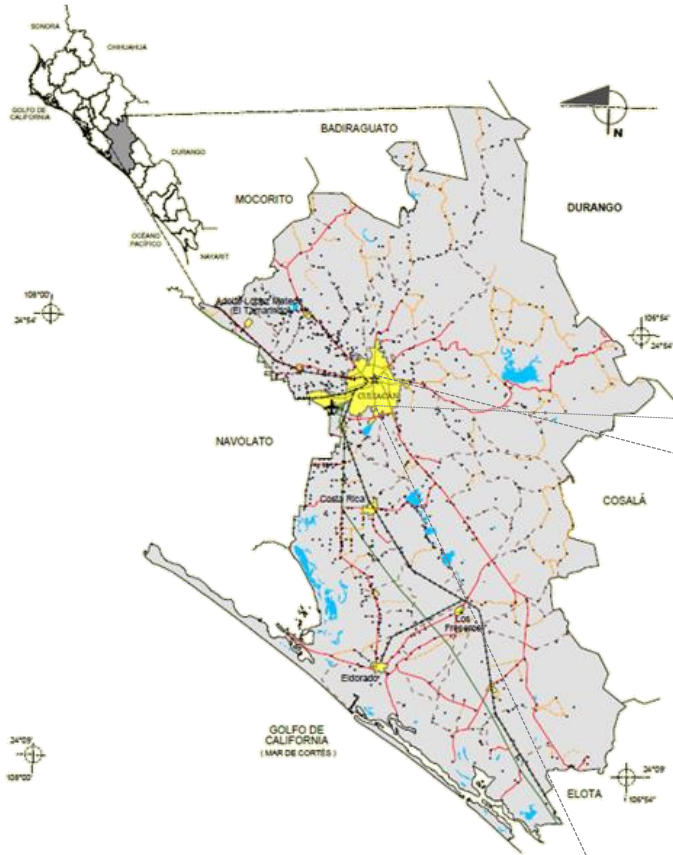 SONORA
CHIHUAHUA
GOLFO DE
CALIFORNIA
DURANGO
OCÉANO
PACÍFICO
NAYARIT
BADIRAGUATO
N
MOCORITO
DURANGO
108°00'
24°54'
Adolfo López Mateos
(El Tamarindo)
106°54'
24°54'
CULIACAN
NAVOLATO
Costa Rica
COSALÁ
Los
Eldorado
GOLFO DE
CALIFORNIA
( MAR DE CORTÉS )
24°09'
108°00'
24°09'
106°54'
ELOTA